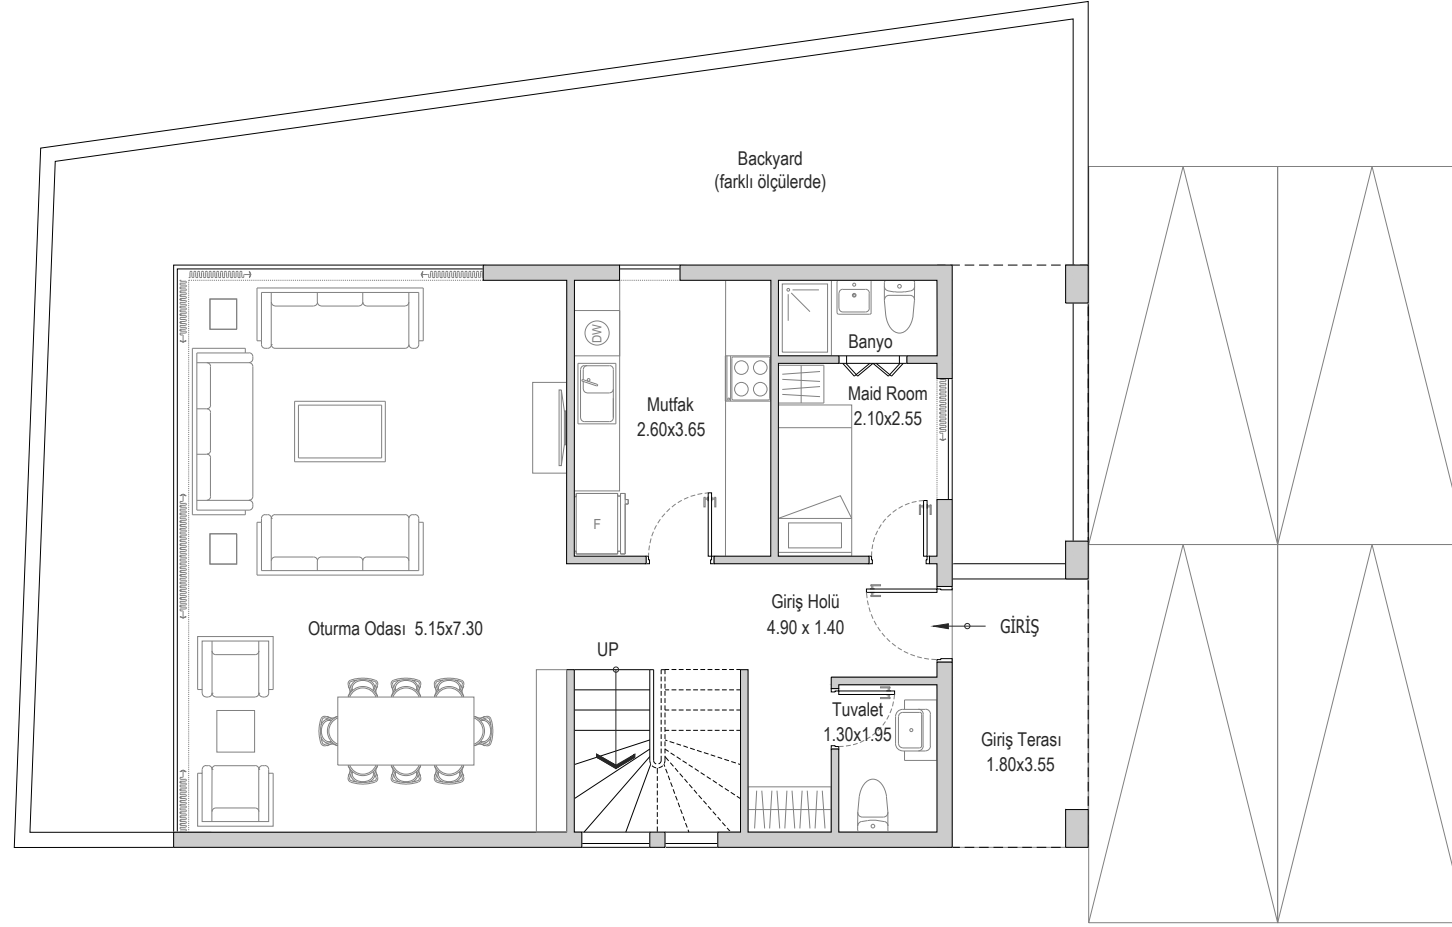 Backyard
(farklı ölçülerde)
DW
Banyo
Mutfak
2.60x3.65
Maid Room
2.10x2.55
F
Giriş Holü
4.90 x 1.40
GİRİŞ
Oturma Odası 5.15x7.30
UP
Tuvalet
1.30x1.95
Giriş Terası
1.80x3.55